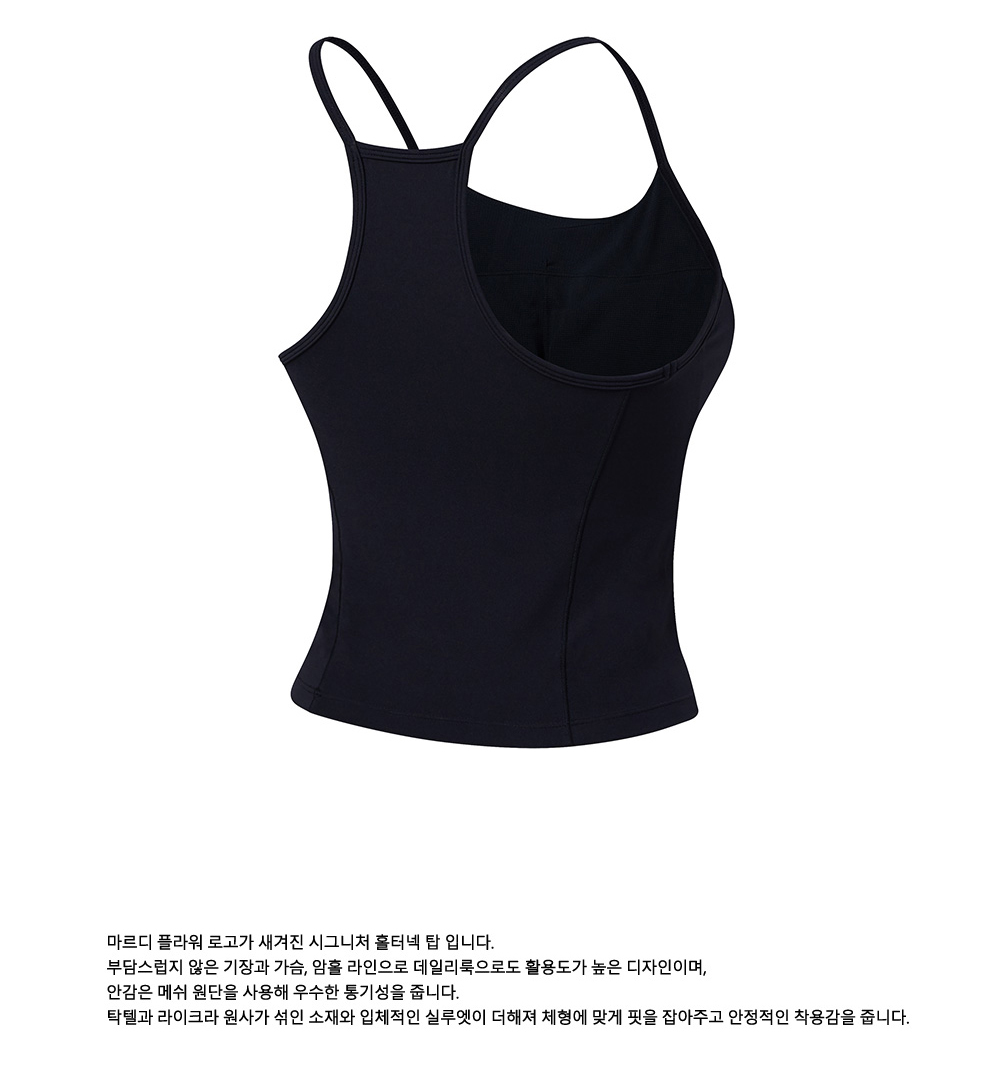 마르디 플라워 로고가 새겨진 시그니처 홀터넥 탑 입니다.
부담스럽지 않은 기장과 가슴, 암홀 라인으로 데일리룩으로도 활용도가 높은 디자인이며,
안감은 메쉬 원단을 사용해 우수한 통기성을 줍니다.
탁텔과 라이크라 원사가 섞인 소재와 입체적인 실루엣이 더해져 체형에 맞게 핏을 잡아주고 안정적인 착용감을 줍니다.